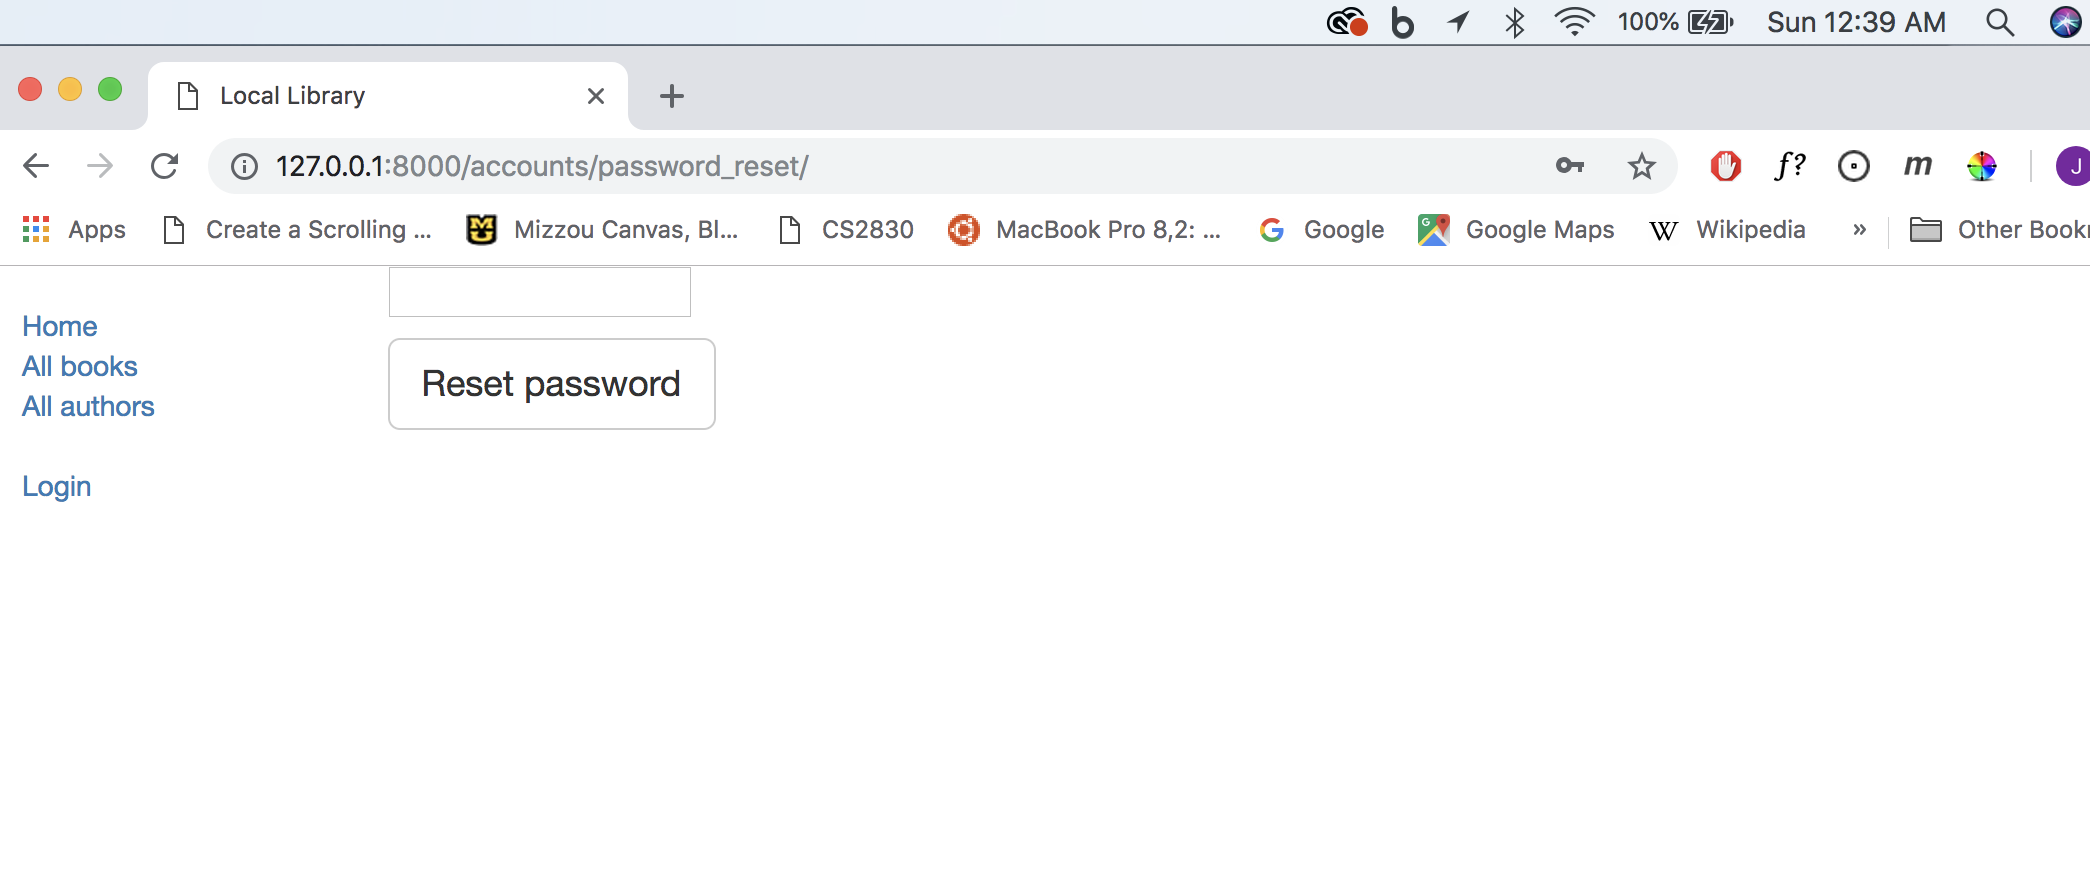 100% Sun 12:39 AM
Local Library
127.0.0.1:8000/accounts/password_reset/
f? m J
Apps Create a Scrolling ... Mizzou Canvas, Bl... CS2830 MacBook Pro 8,2: ... Google Google Maps W Wikipedia » Other Book
Home
All books
All authors
Login
Reset password